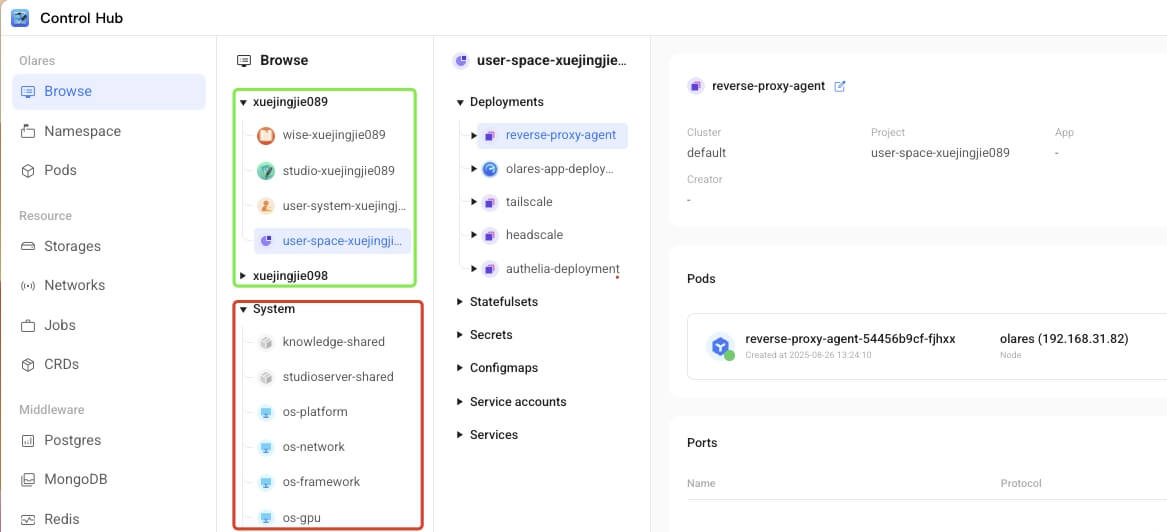 Control Hub
Olares
Browse
Namespace
Pods
Resource
Storages
Networks
Jobs
CRDs
Middleware
Postgres
MongoDB
Redis
Browse
xuejingjie089
wise-xuejingjie089
studio-xuejingjie089
user-system-xuejingj...
user-space-xuejingji...
xuejingjie098
System
knowledge-shared
studioserver-shared
os-platform
os-network
os-framework
os-gpu
user-space-xuejingjie...
Deployments
reverse-proxy-agent
olares-app-deploy...
tailscale
headscale
authelia-deployment
Statefulsets
Secrets
Configmaps
Service accounts
Services
reverse-proxy-agent
Cluster Project App
default user-space-xuejingjie089 -
Creator
-
Pods
reverse-proxy-agent-54456b9cf-fjhxx olares (192.168.31.82)
Created at 2025-08-26 13:24:10 Node
Ports
Name Protocol